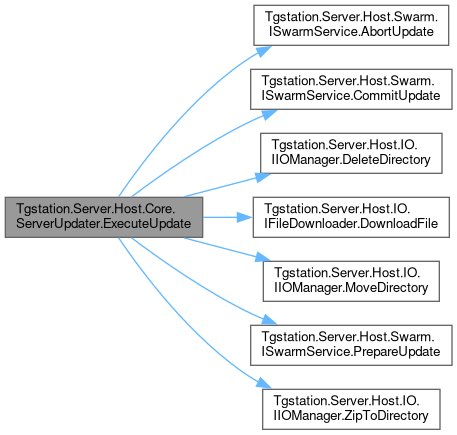 Tgstation.Server.Host.Swarm.
ISwarmService.AbortUpdate
Tgstation.Server.Host.Swarm.
ISwarmService.CommitUpdate
Tgstation.Server.Host.IO.
IIOManager.DeleteDirectory
Tgstation.Server.Host.Core.
ServerUpdater.ExecuteUpdate
Tgstation.Server.Host.IO.
IFileDownloader.DownloadFile
Tgstation.Server.Host.IO.
IIOManager.MoveDirectory
Tgstation.Server.Host.Swarm.
ISwarmService.PrepareUpdate
Tgstation.Server.Host.IO.
IIOManager.ZipToDirectory